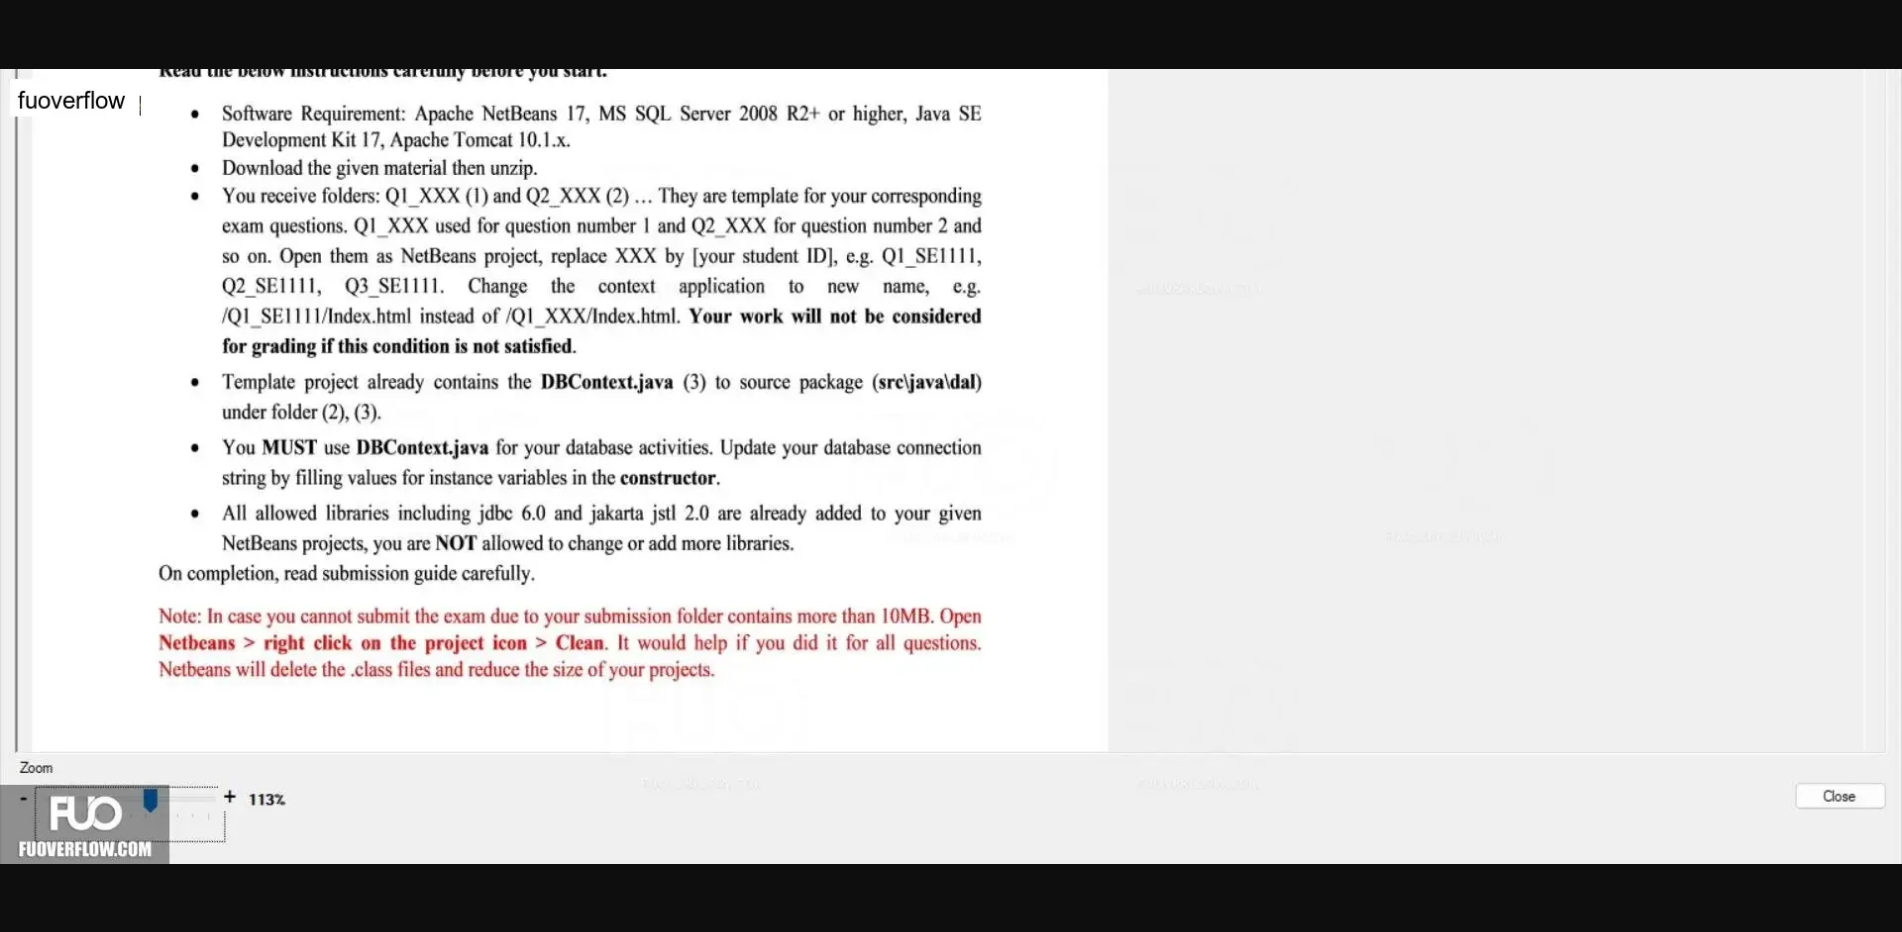 Read the below instructions carefully before you start.
fuoverflow
• Software Requirement: Apache NetBeans 17, MS SQL Server 2008 R2+ or higher, Java SE
Development Kit 17, Apache Tomcat 10.1.x.
• Download the given material then unzip.
• You receive folders: Q1_XXX (1) and Q2_XXX (2) … They are template for your corresponding
exam questions. Q1_XXX used for question number 1 and Q2_XXX for question number 2 and
so on. Open them as NetBeans project, replace XXX by [your student ID], e.g. Q1_SE1111,
Q2_SE1111, Q3_SE1111. Change the context application to new name, e.g.
/Q1_SE1111/Index.html instead of /Q1_XXX/Index.html. Your work will not be considered
for grading if this condition is not satisfied.
• Template project already contains the DBContext.java (3) to source package (src\java\dal)
under folder (2), (3).
• You MUST use DBContext.java for your database activities. Update your database connection
string by filling values for instance variables in the constructor.
• All allowed libraries including jdbc 6.0 and jakarta jstl 2.0 are already added to your given
NetBeans projects, you are NOT allowed to change or add more libraries.
On completion, read submission guide carefully.
Note: In case you cannot submit the exam due to your submission folder contains more than 10MB. Open
Netbeans > right click on the project icon > Clean. It would help if you did it for all questions.
Netbeans will delete the .class files and reduce the size of your projects.
Zoom
- + 113%
Close
FUO
FUOVERFLOW.COM